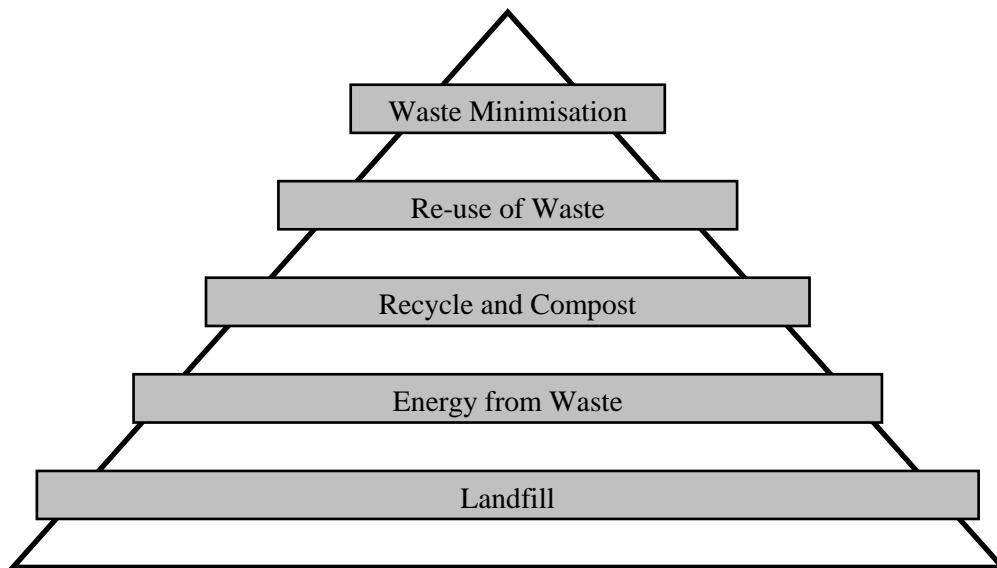 Waste Minimisation
Re-use of Waste
Recycle and Compost
Energy from Waste
Landfill